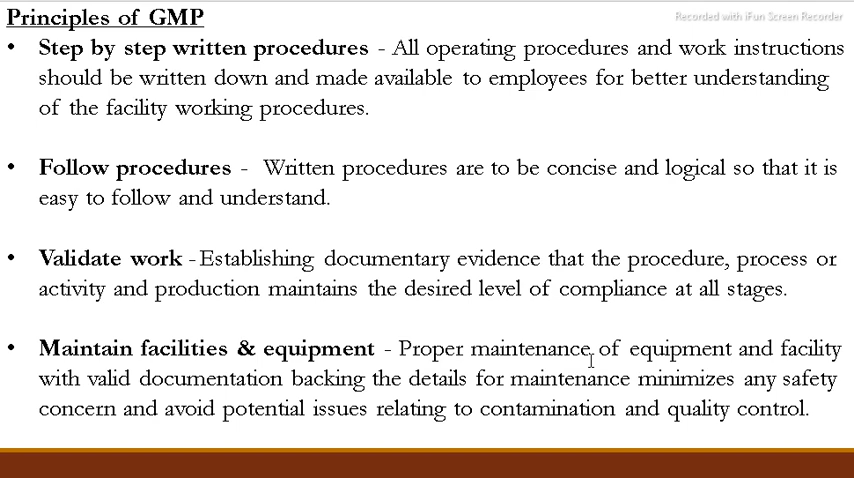 Principles of GMP
Recorded with iFun Screen Recorder
• Step by step written procedures - All operating procedures and work instructions
should be written down and made available to employees for better understanding
of the facility working procedures.
• Follow procedures - Written procedures are to be concise and logical so that it is
easy to follow and understand.
• Validate work -Establishing documentary evidence that the procedure, process or
activity and production maintains the desired level of compliance at all stages.
• Maintain facilities & equipment - Proper maintenance of equipment and facility
with valid documentation backing the details for maintenance minimizes any safety
concern and avoid potential issues relating to contamination and quality control.